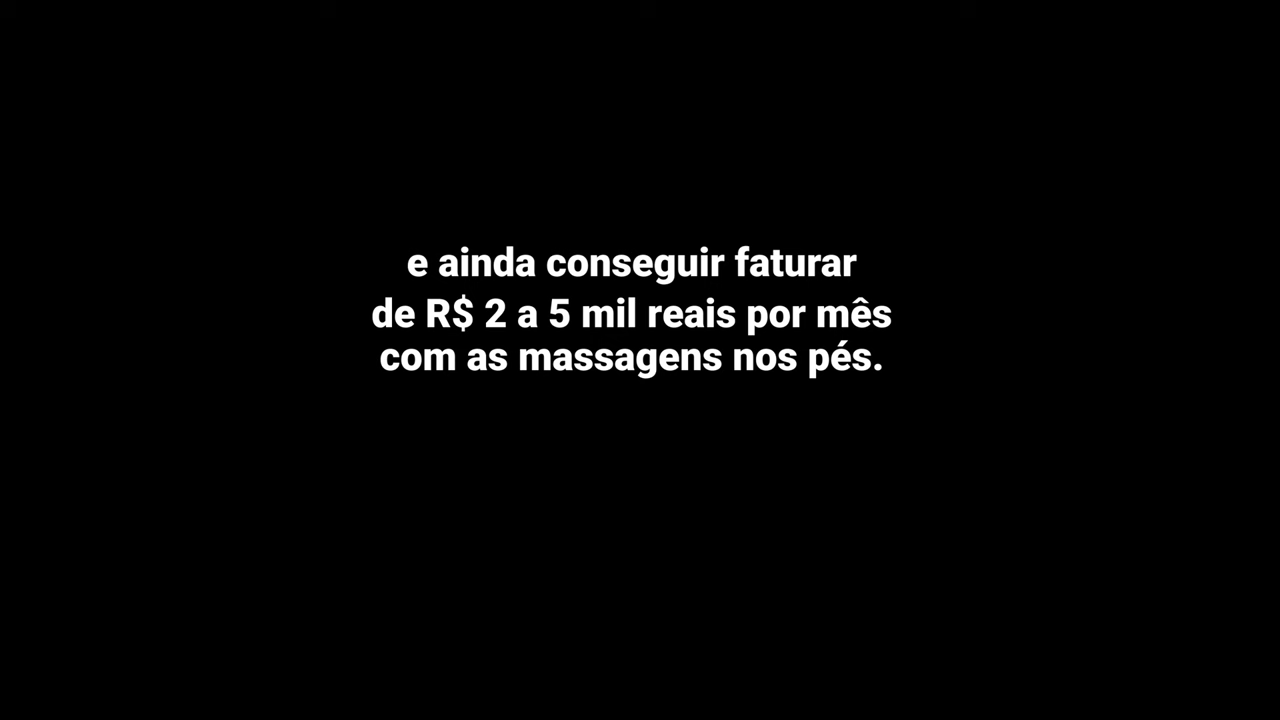 e ainda conseguir faturar
de R$ 2 a 5 mil reais por mês
com as massagens nos pés.